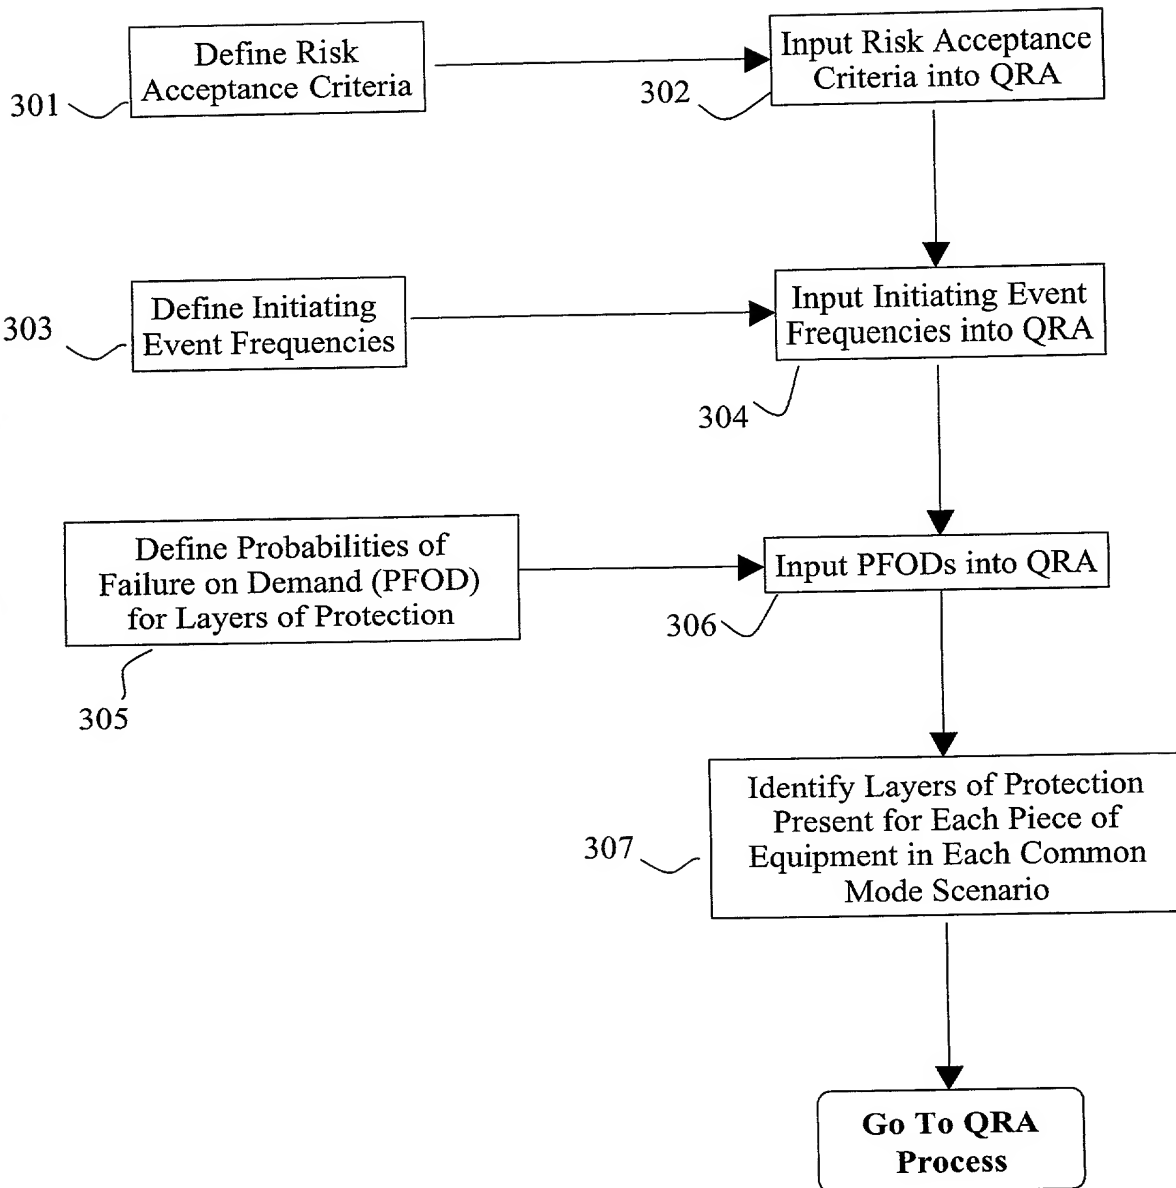 Define Risk
Acceptance Criteria
301
Input Risk Acceptance
Criteria into QRA
302
Define Initiating
Event Frequencies
303
Input Initiating Event
Frequencies into QRA
304
Define Probabilities of
Failure on Demand (PFOD)
for Layers of Protection
305
Input PFODs into QRA
306
Identify Layers of Protection
Present for Each Piece of
Equipment in Each Common
Mode Scenario
307
Go To QRA
Process